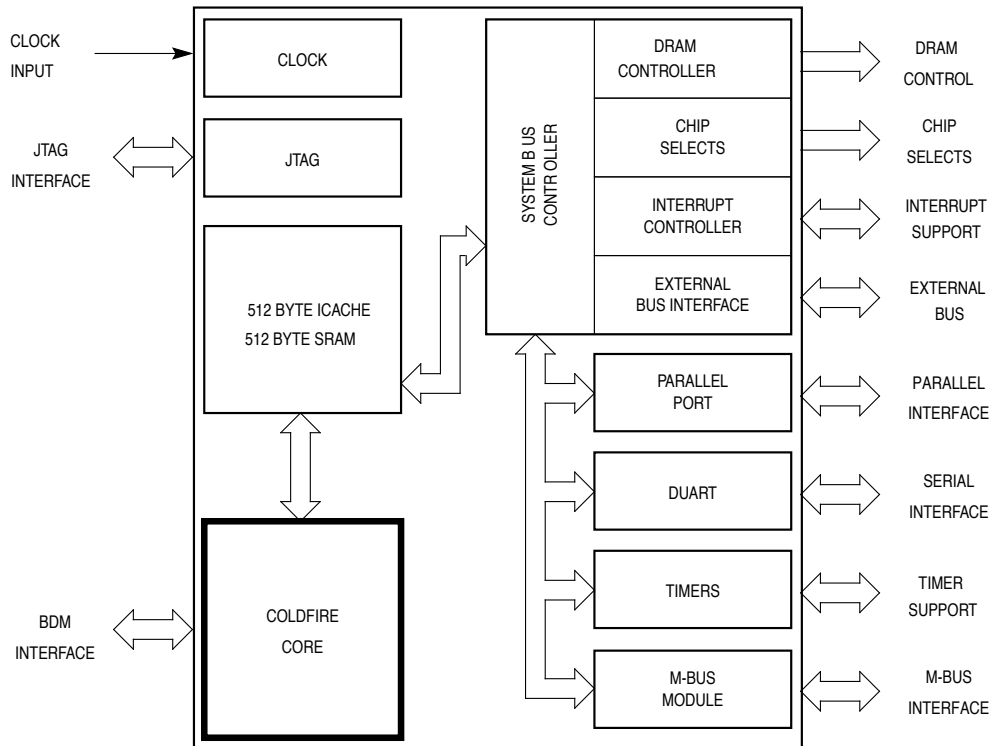 CLOCK
INPUT
JTAG
INTERFACE
BDM
INTERFACE
CLOCK
JTAG
512 BYTE ICACHE
512 BYTE SRAM
COLDFIRE
CORE
SYSTEM B US
CONTR OLLER
DRAM
CONTROLLER
CHIP
SELECTS
INTERRUPT
CONTROLLER
EXTERNAL
BUS INTERFACE
PARALLEL
PORT
DUART
TIMERS
M-BUS
MODULE
DRAM
CONTROL
CHIP
SELECTS
INTERRUPT
SUPPORT
EXTERNAL
BUS
PARALLEL
INTERFACE
SERIAL
INTERFACE
TIMER
SUPPORT
M-BUS
INTERFACE